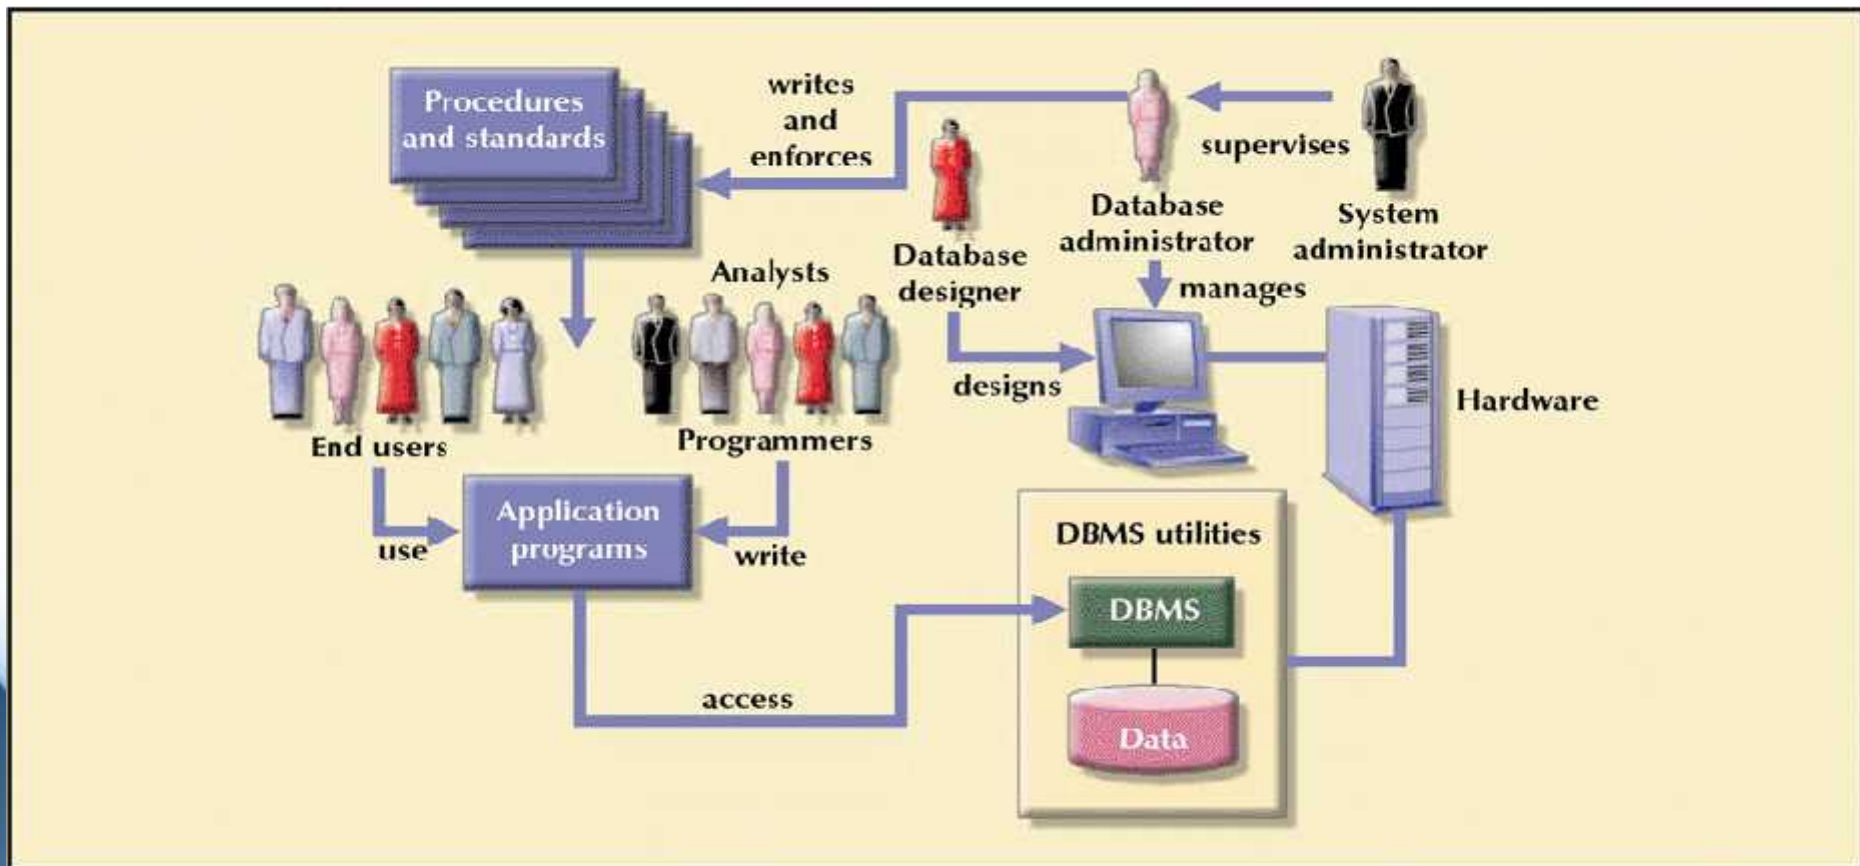 Procedures
and standards
writes
and
enforces
supervises
Database
administrator
System
administrator
Database
designer
Analysts
manages
designs
Hardware
End users
Programmers
Application
programs
use
write
DBMS utilities
DBMS
access
Data